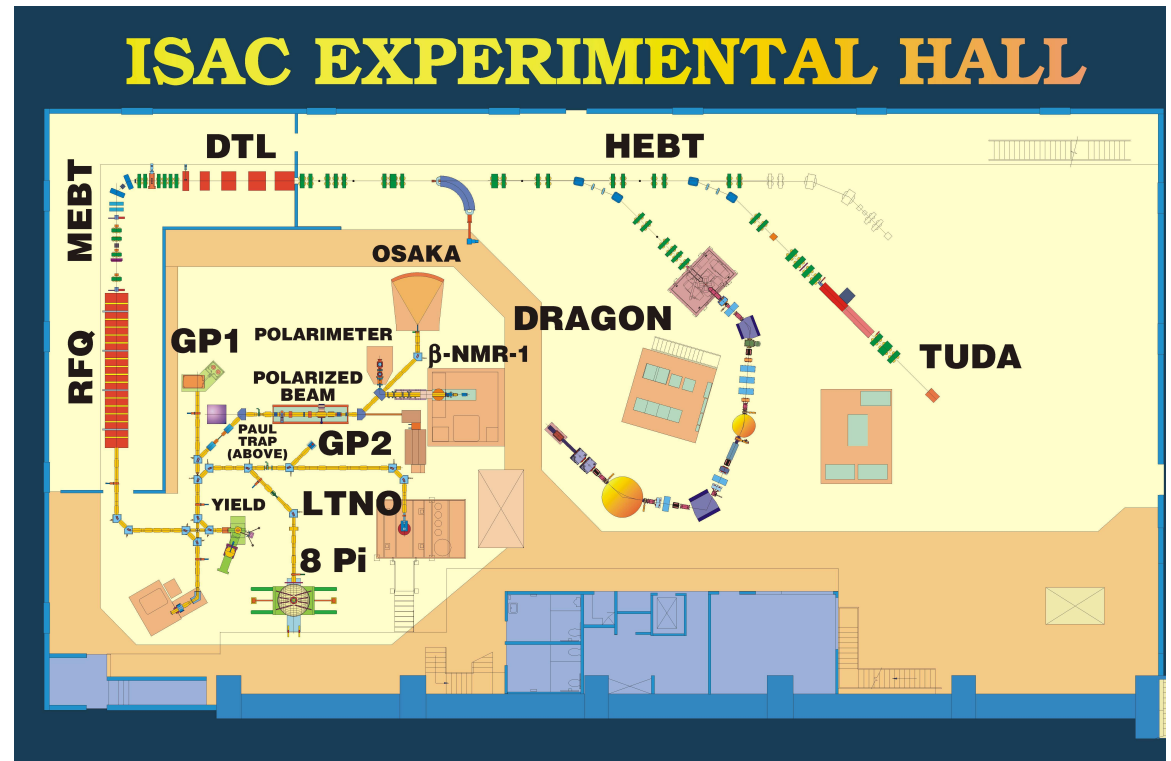 ISAC EXPERIMENTAL HALL
DTL
HEBT
MEBT
OSAKA
RFQ
GP1
POLARIMETER
DRAGON
β-NMR-1
TUDA
POLARIZED
BEAM
PAUL
TRAP
(ABOVE)
GP2
YIELD
LTNO
8 Pi